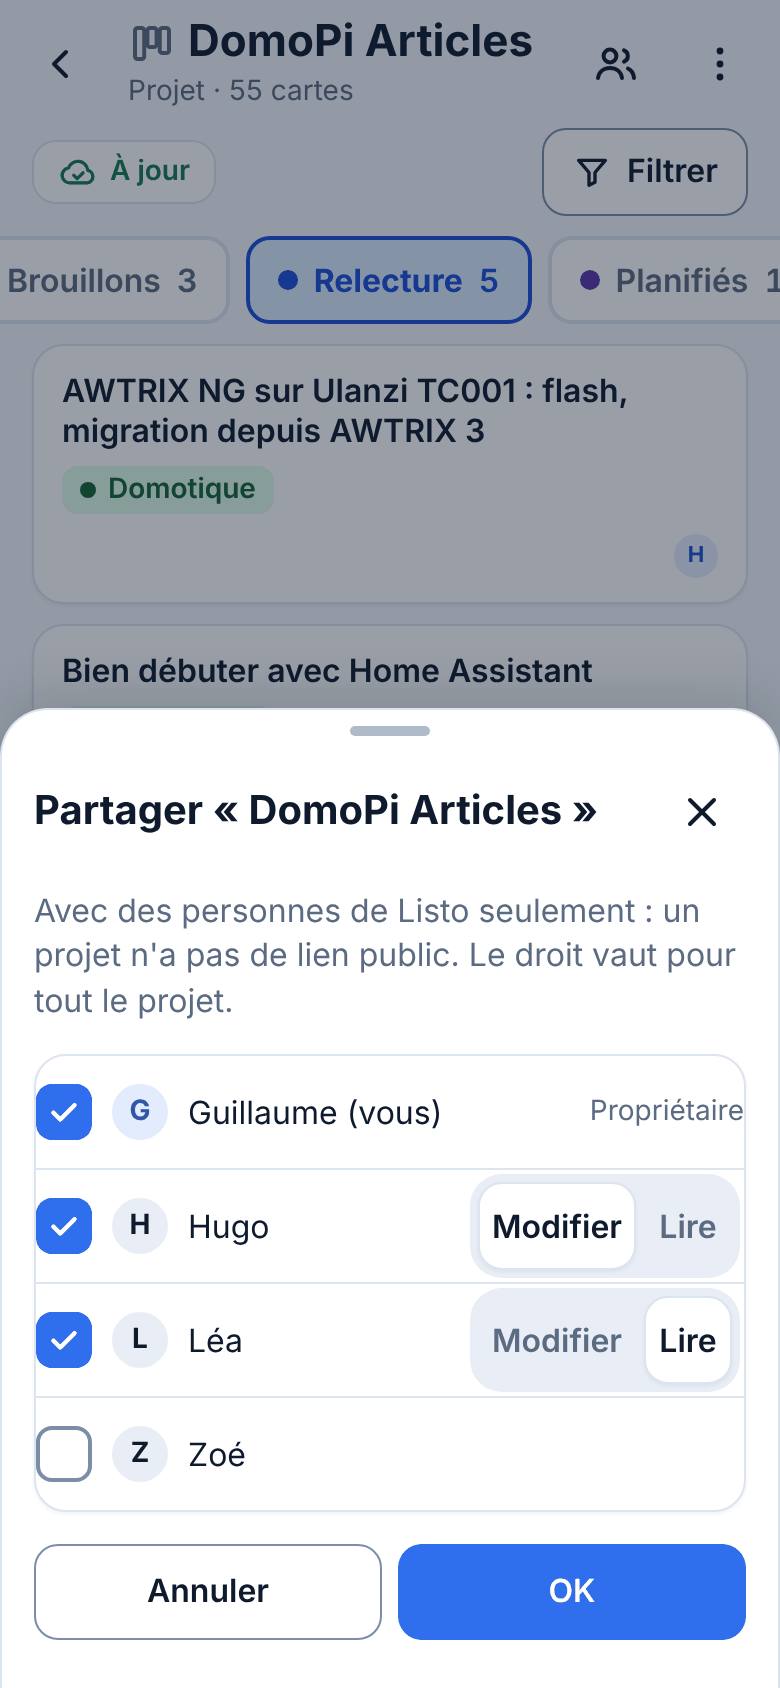 DomoPi Articles
Projet · 55 cartes
À jour
Filtrer
Brouillons 3
Relecture 5
Planifiés 1
AWTRIX NG sur Ulanzi TC001 : flash,
migration depuis AWTRIX 3
Domotique
H
Bien débuter avec Home Assistant
Partager « DomoPi Articles »
Avec des personnes de Listo seulement : un
projet n'a pas de lien public. Le droit vaut pour
tout le projet.
G Guillaume (vous) Propriétaire
H Hugo Modifier Lire
L Léa Modifier Lire
Z Zoé
Annuler OK